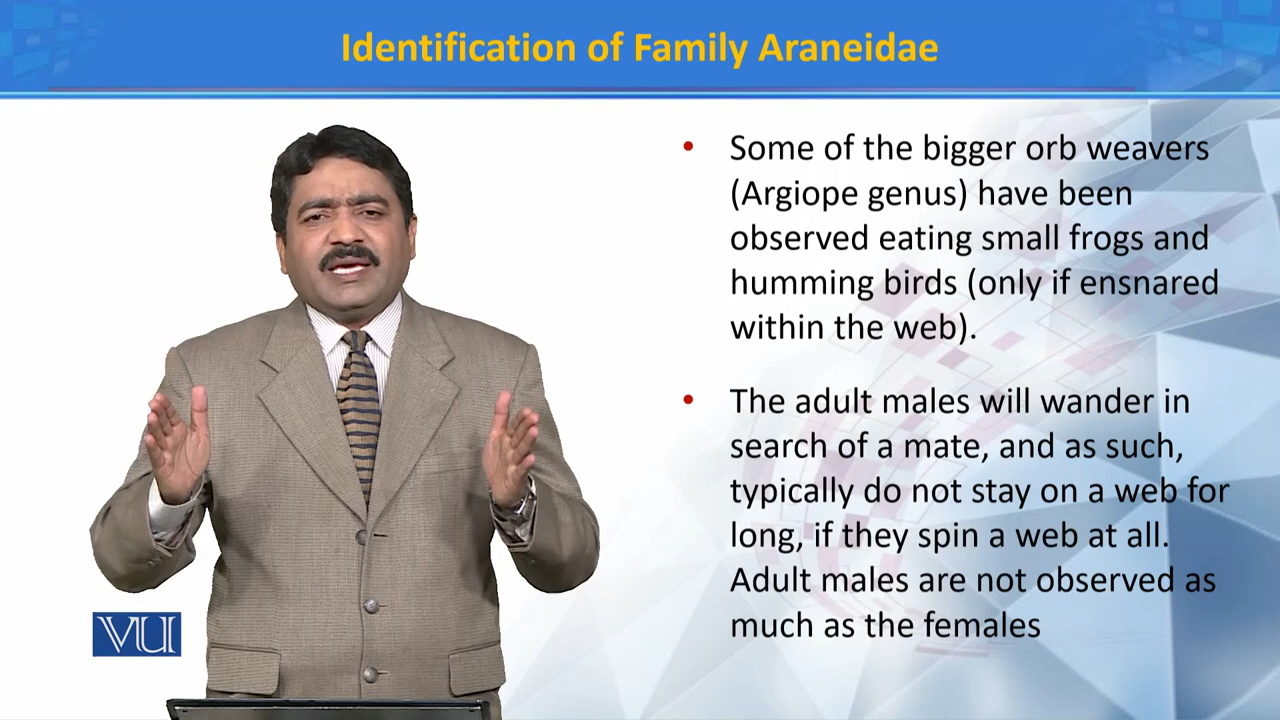 Identification of Family Araneidae
• Some of the bigger orb weavers
(Argiope genus) have been
observed eating small frogs and
humming birds (only if ensnared
within the web).
• The adult males will wander in
search of a mate, and as such,
typically do not stay on a web for
long, if they spin a web at all.
Adult males are not observed as
much as the females
VU